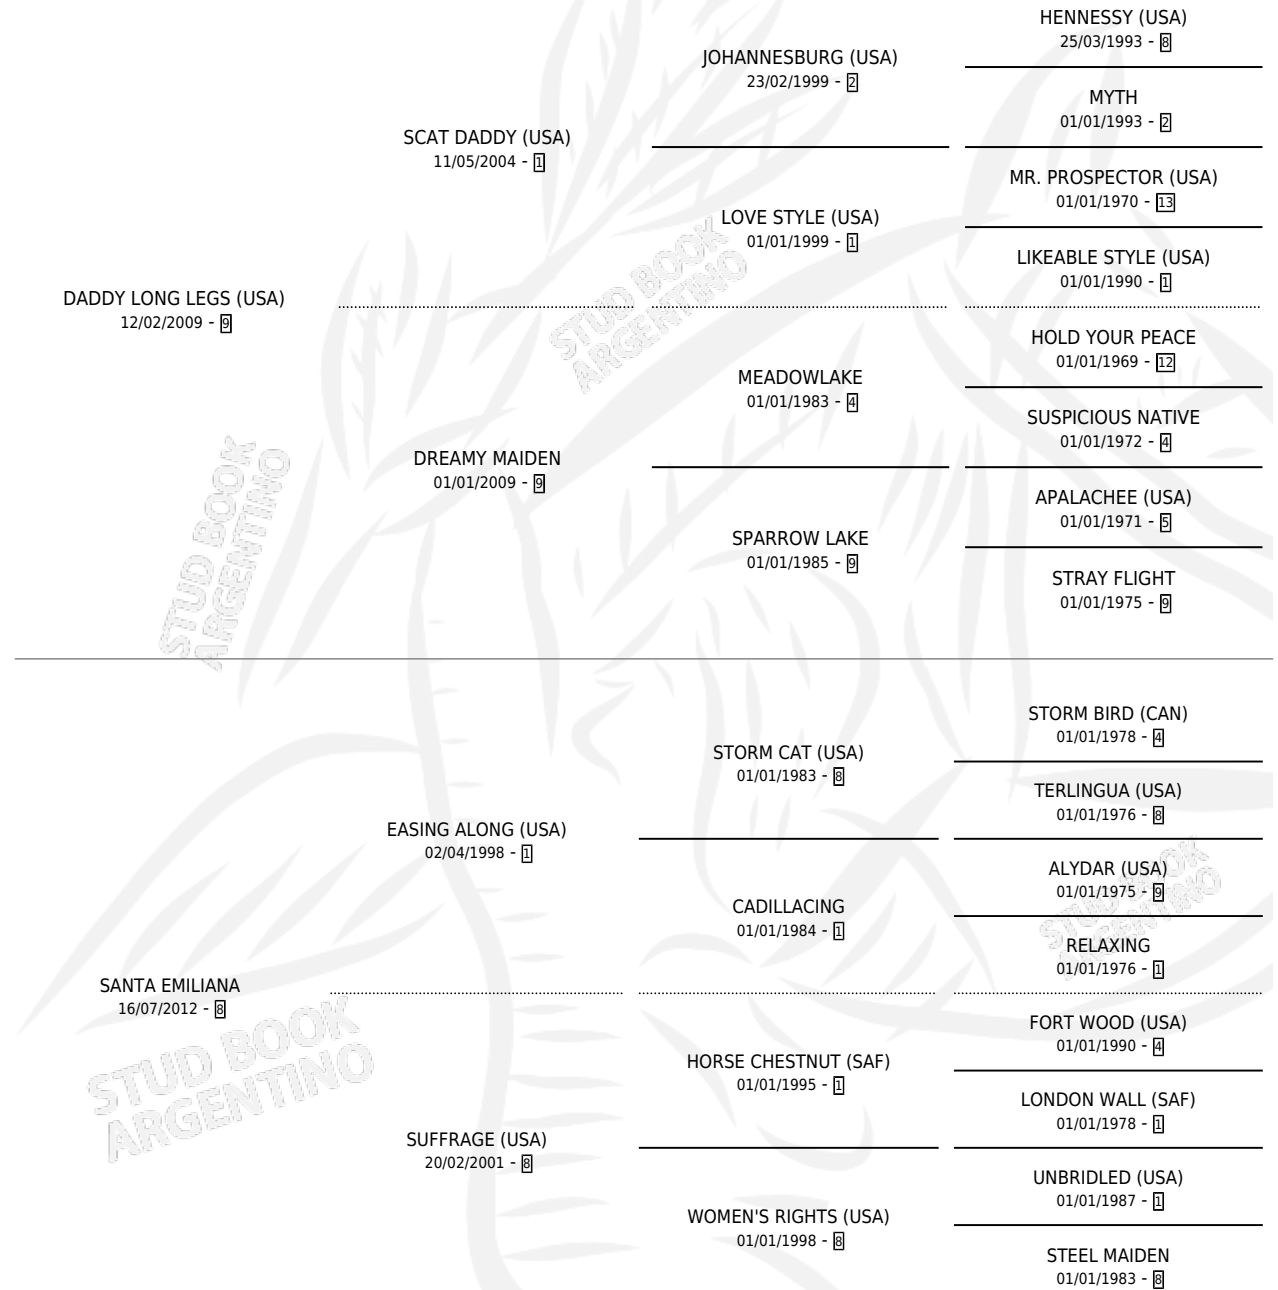 HENNESSY (USA)
25/03/1993 - 8
JOHANNESBURG (USA)
23/02/1999 - 2
MYTH
01/01/1993 - 2
SCAT DADDY (USA)
11/05/2004 - 1
MR. PROSPECTOR (USA)
01/01/1970 - 13
LOVE STYLE (USA)
01/01/1999 - 1
LIKEABLE STYLE (USA)
01/01/1990 - 1
DADDY LONG LEGS (USA)
12/02/2009 - 9
STUD BOOK
ARGENTINO
HOLD YOUR PEACE
01/01/1969 - 12
MEADOWLAKE
01/01/1983 - 4
SUSPICIOUS NATIVE
01/01/1972 - 4
DREAMY MAIDEN
01/01/2009 - 9
APALACHEE (USA)
01/01/1971 - 5
SPARROW LAKE
01/01/1985 - 9
STRAY FLIGHT
01/01/1975 - 9
STUD BOOK
ARGENTINO
STORM BIRD (CAN)
01/01/1978 - 4
STORM CAT (USA)
01/01/1983 - 8
TERLINGUA (USA)
01/01/1976 - 8
EASING ALONG (USA)
02/04/1998 - 1
ALYDAR (USA)
01/01/1975 - 9
CADILLACING
01/01/1984 - 1
STUD BOOK
ARGENTINO
RELAXING
01/01/1976 - 1
SANTA EMILIANA
16/07/2012 - 8
STUD BOOK
ARGENTINO
FORT WOOD (USA)
01/01/1990 - 4
HORSE CHESTNUT (SAF)
01/01/1995 - 1
LONDON WALL (SAF)
01/01/1978 - 1
SUFFRAGE (USA)
20/02/2001 - 8
UNBRIDLED (USA)
01/01/1987 - 1
WOMEN'S RIGHTS (USA)
01/01/1998 - 8
STEEL MAIDEN
01/01/1983 - 8